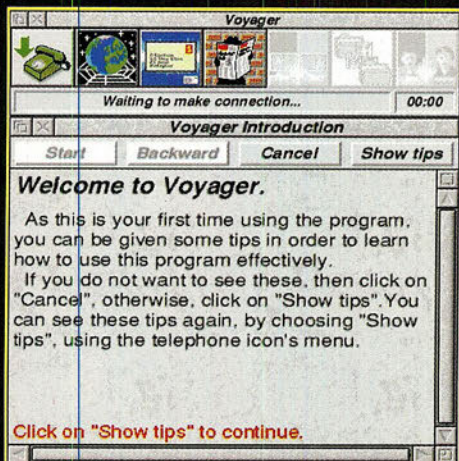 Voyager
Waiting to make connection... 00:00
Voyager Introduction
Start Backward Cancel Show tips
Welcome to Voyager.
As this is your first time using the program,
you can be given some tips in order to learn
how to use this program effectively.
If you do not want to see these, then click on
"Cancel", otherwise, click on "Show tips".You
can see these tips again, by choosing "Show
tips", using the telephone icon's menu.
Click on "Show tips" to continue.